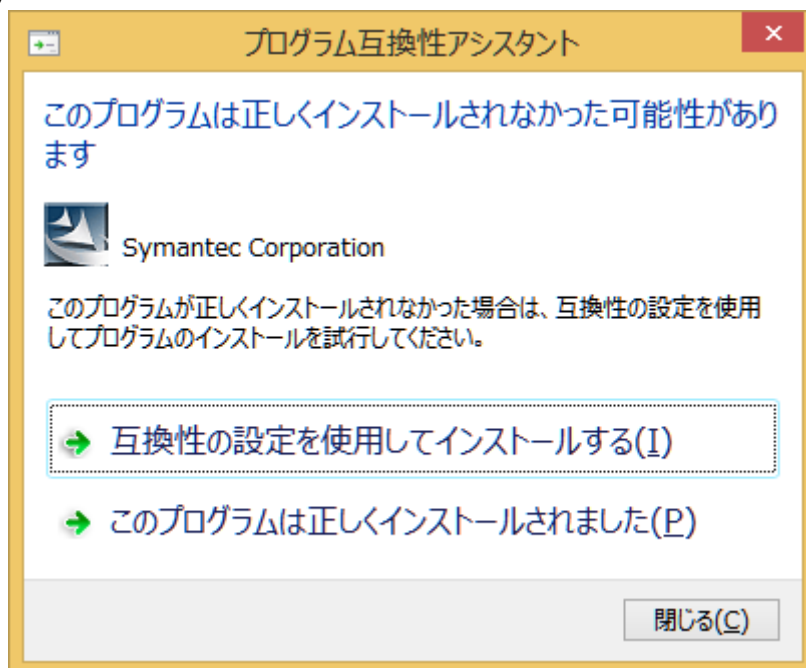 プログラム互換性アシスタント
このプログラムは正しくインストールされなかった可能性があり
ます
Symantec Corporation
このプログラムが正しくインストールされなかった場合は、互換性の設定を使用
してプログラムのインストールを試行してください。
互換性の設定を使用してインストールする(I)
このプログラムは正しくインストールされました(P)
閉じる(C)